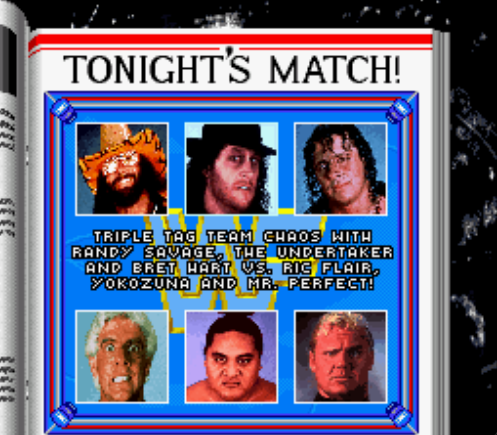 TONIGHT'S MATCH!
TRIPLE TAG TEAM CHAOS WITH
RANDY SAVAGE, THE UNDERTAKER
AND BRET HART VS. RIC FLAIR,
YOKOZUNA AND MR. PERFECT!